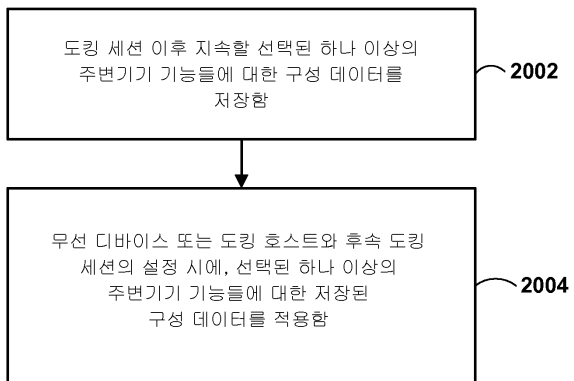 도킹 세션 이후 지속할 선택된 하나 이상의
주변기기 기능들에 대한 구성 데이터를
저장함
2002
무선 디바이스 또는 도킹 호스트와 후속 도킹
세션의 설정 시에, 선택된 하나 이상의
주변기기 기능들에 대한 저장된
구성 데이터를 적용함
2004